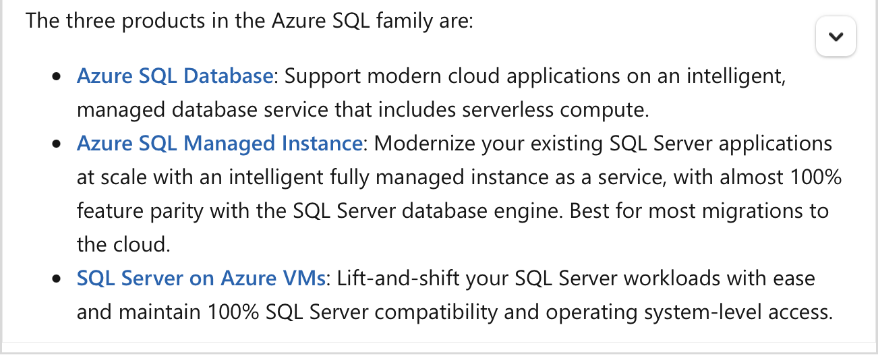 The three products in the Azure SQL family are:
• Azure SQL Database: Support modern cloud applications on an intelligent,
managed database service that includes serverless compute.
• Azure SQL Managed Instance: Modernize your existing SQL Server applications
at scale with an intelligent fully managed instance as a service, with almost 100%
feature parity with the SQL Server database engine. Best for most migrations to
the cloud.
• SQL Server on Azure VMs: Lift-and-shift your SQL Server workloads with ease
and maintain 100% SQL Server compatibility and operating system-level access.